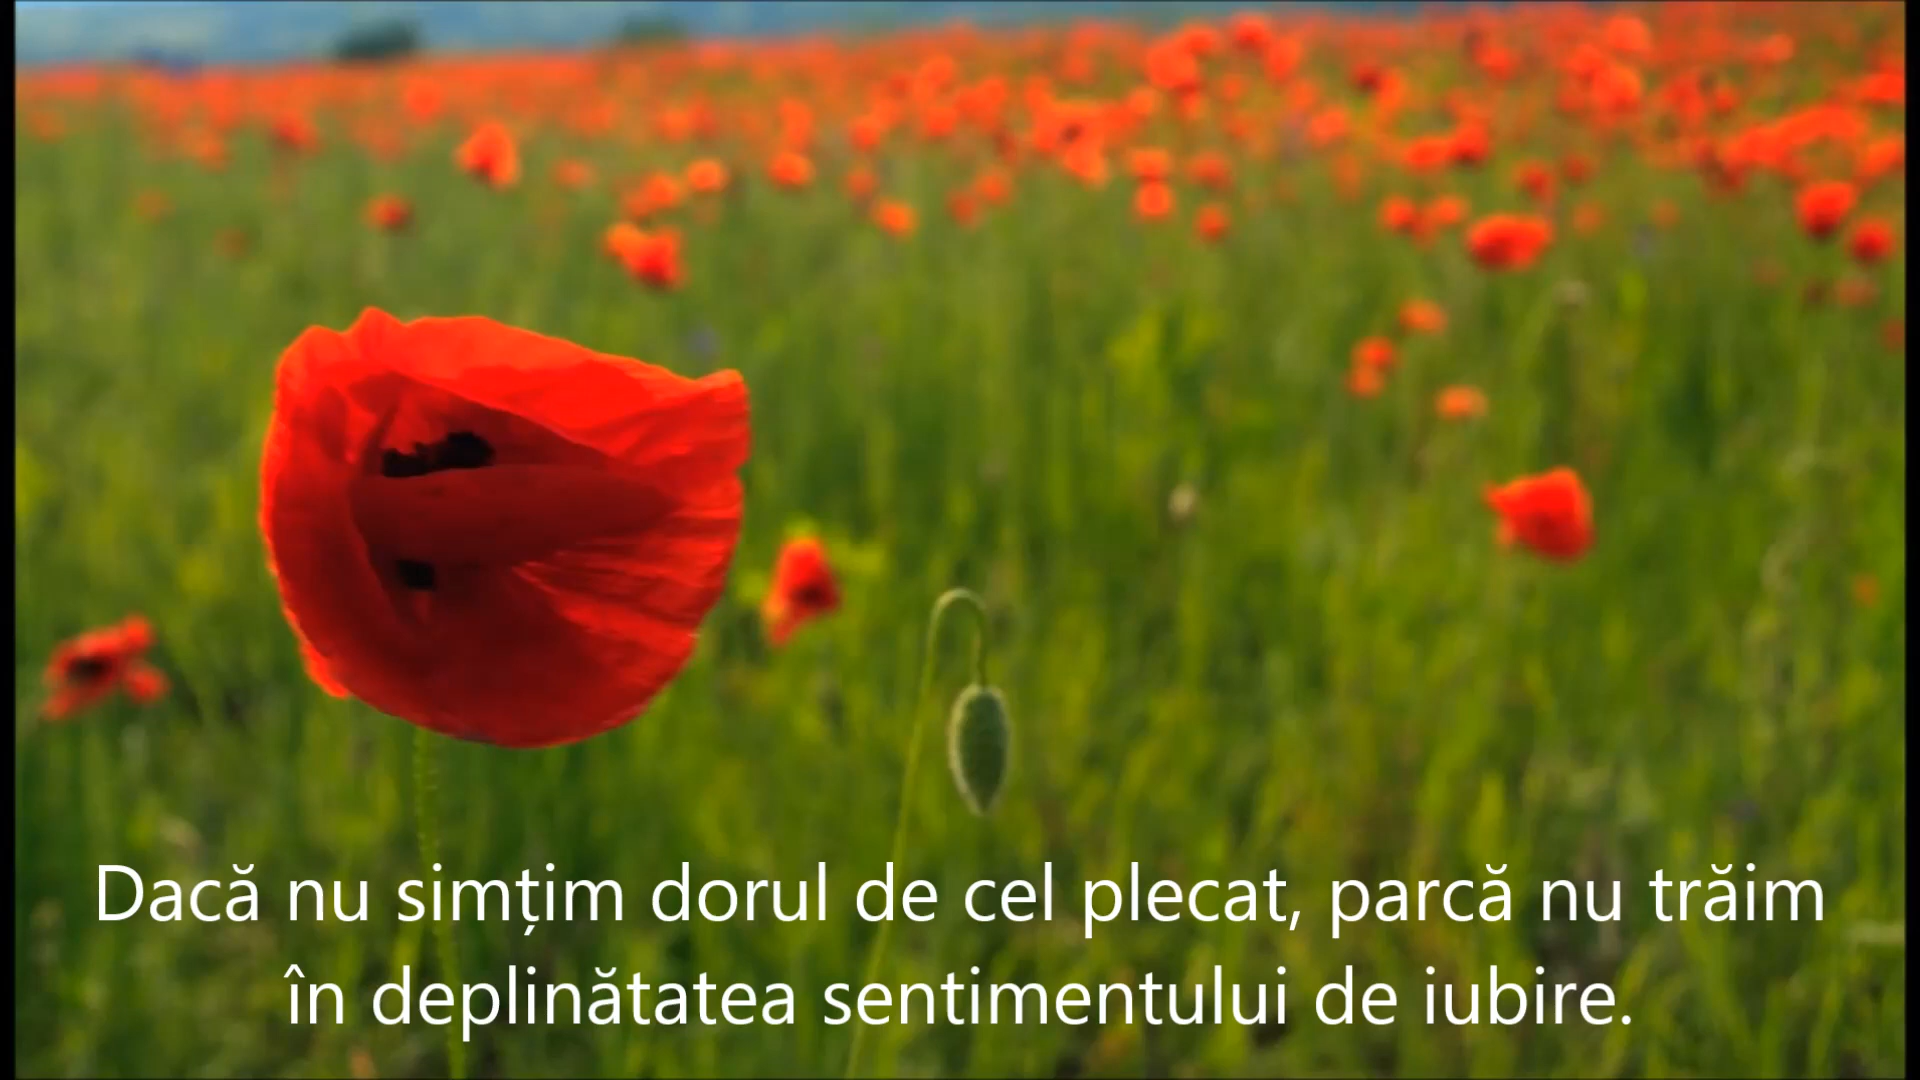 Dacă nu simțim dorul de cel plecat, parcă nu trăim
în deplinătatea sentimentului de iubire.